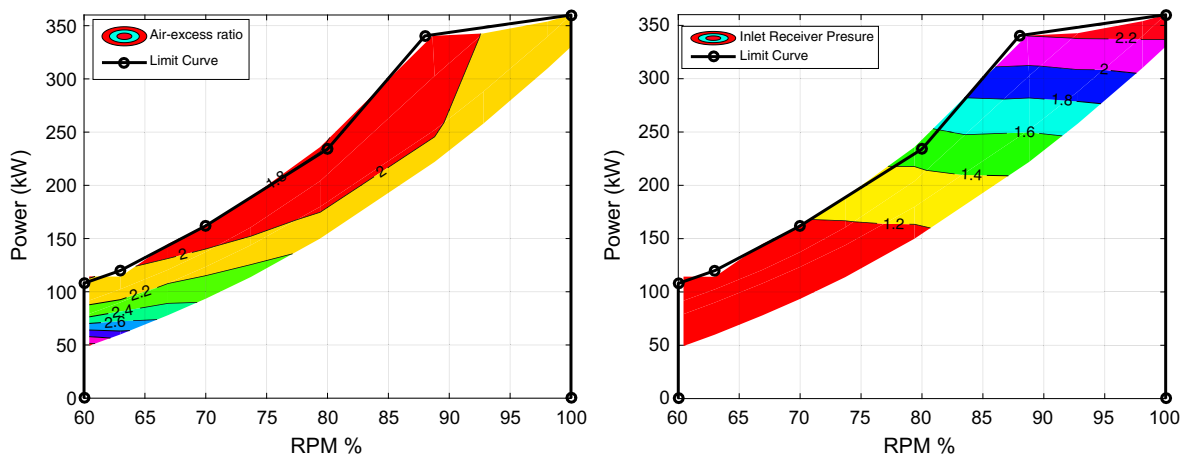 Air-excess ratio
Limit Curve
Power (kW)
350
300
250
200
150
100
50
0
1.8
2
2
2.2
2.4
2.6
60 65 70 75 80 85 90 95 100
RPM %
Inlet Receiver Presure
Limit Curve
Power (kW)
350
300
250
200
150
100
50
0
2.2
2
1.8
1.6
1.4
1.2
60 65 70 75 80 85 90 95 100
RPM %